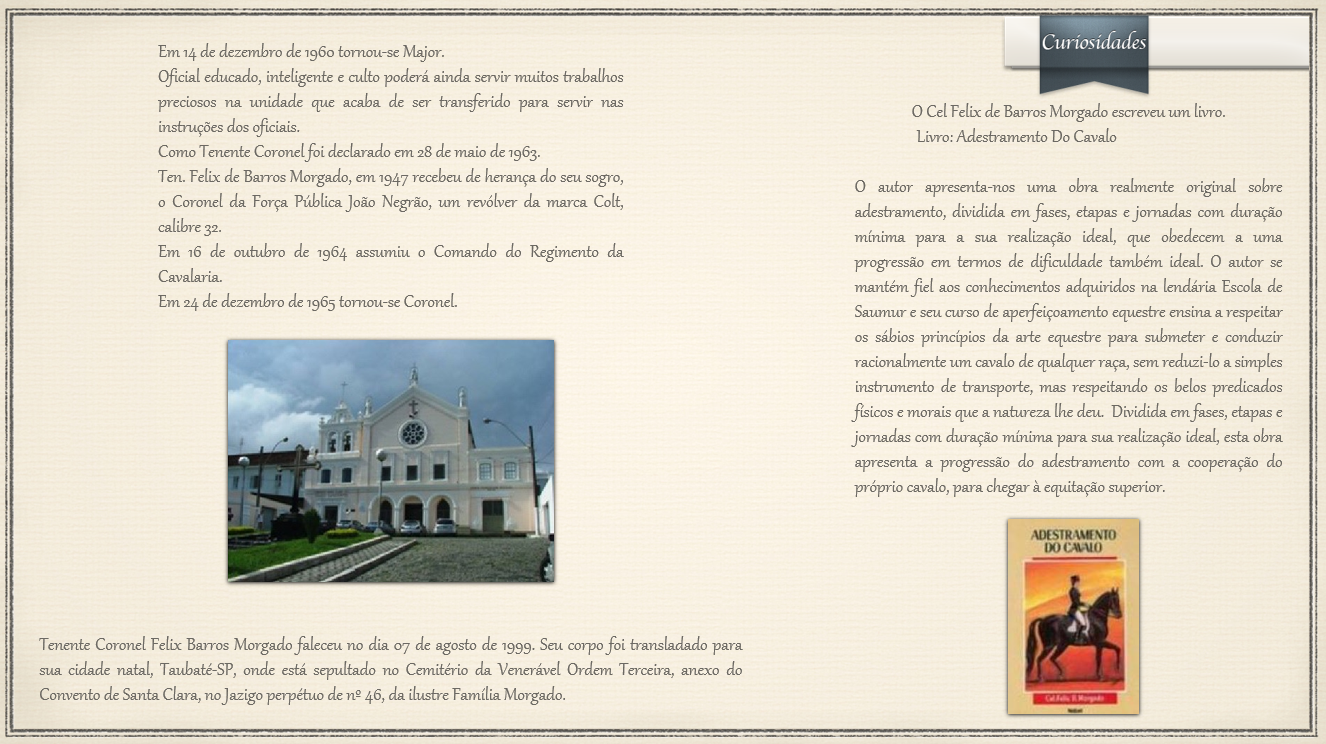 Em 14 de dezembro de 1960 tornou-se Major.
Oficial educado, inteligente e culto poderá ainda servir muitos trabalhos
preciosos na unidade que acaba de ser transferido para servir nas
instruções dos oficiais.
Como Tenente Coronel foi declarado em 28 de maio de 1963.
Ten. Felix de Barros Morgado, em 1947 recebeu de herança do seu sogro,
o Coronel da Força Pública João Negrão, um revólver da marca Colt,
calibre 32.
Em 16 de outubro de 1964 assumiu o Comando do Regimento da
Cavalaria.
Em 24 de dezembro de 1965 tornou-se Coronel.
Tenente Coronel Felix Barros Morgado faleceu no dia 07 de agosto de 1999. Seu corpo foi transladado para
sua cidade natal, Taubaté-SP, onde está sepultado no Cemitério da Venerável Ordem Terceira, anexo do
Convento de Santa Clara, no Jazigo perpétuo de nº 46, da ilustre Família Morgado.
Curiosidades
O Cel Felix de Barros Morgado escreveu um livro.
Livro: Adestramento Do Cavalo
O autor apresenta-nos uma obra realmente original sobre
adestramento, dividida em fases, etapas e jornadas com duração
mínima para a sua realização ideal, que obedecem a uma
progressão em termos de dificuldade também ideal. O autor se
mantém fiel aos conhecimentos adquiridos na lendária Escola de
Saumur e seu curso de aperfeiçoamento equestre ensina a respeitar
os sábios princípios da arte equestre para submeter e conduzir
racionalmente um cavalo de qualquer raça, sem reduzi-lo a simples
instrumento de transporte, mas respeitando os belos predicados
físicos e morais que a natureza lhe deu. Dividida em fases, etapas e
jornadas com duração mínima para sua realização ideal, esta obra
apresenta a progressão do adestramento com a cooperação do
próprio cavalo, para chegar à equitação superior.
ADESTRAMENTO
DO CAVALO
Cel. Felix B. Morgado